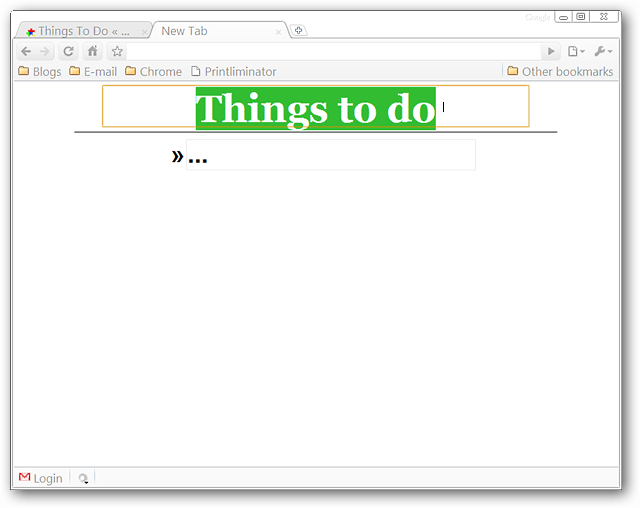 Google
Things To Do « ...
New Tab
Blogs
E-mail
Chrome
Printliminator
Other bookmarks
Things to do
» ...
Login